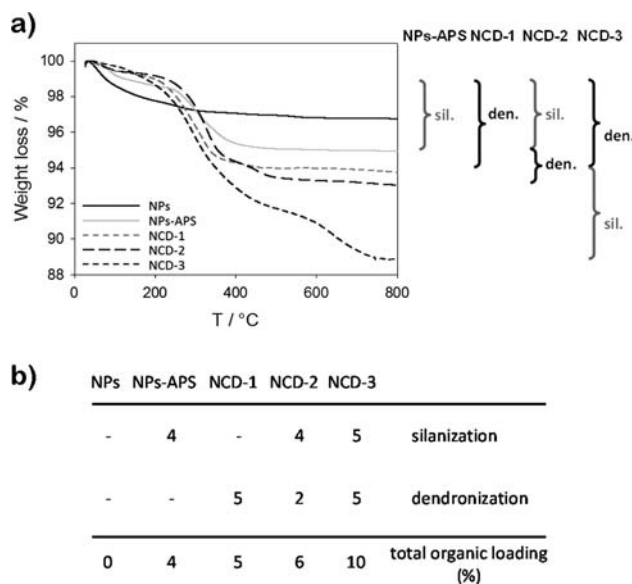 a)
NPs-APS NCD-1 NCD-2 NCD-3
100
98
96
94
92
90
88
Weight loss / %
NPs
NPs-APS
NCD-1
NCD-2
NCD-3
0 200 400 600 800
T / °C
sil.
den.
sil.
den.
den.
sil.
b)
NPs NPs-APS NCD-1 NCD-2 NCD-3
- 4 - 4 5 silanization
- - 5 2 5 dendronization
0 4 5 6 10 total organic loading
(%)